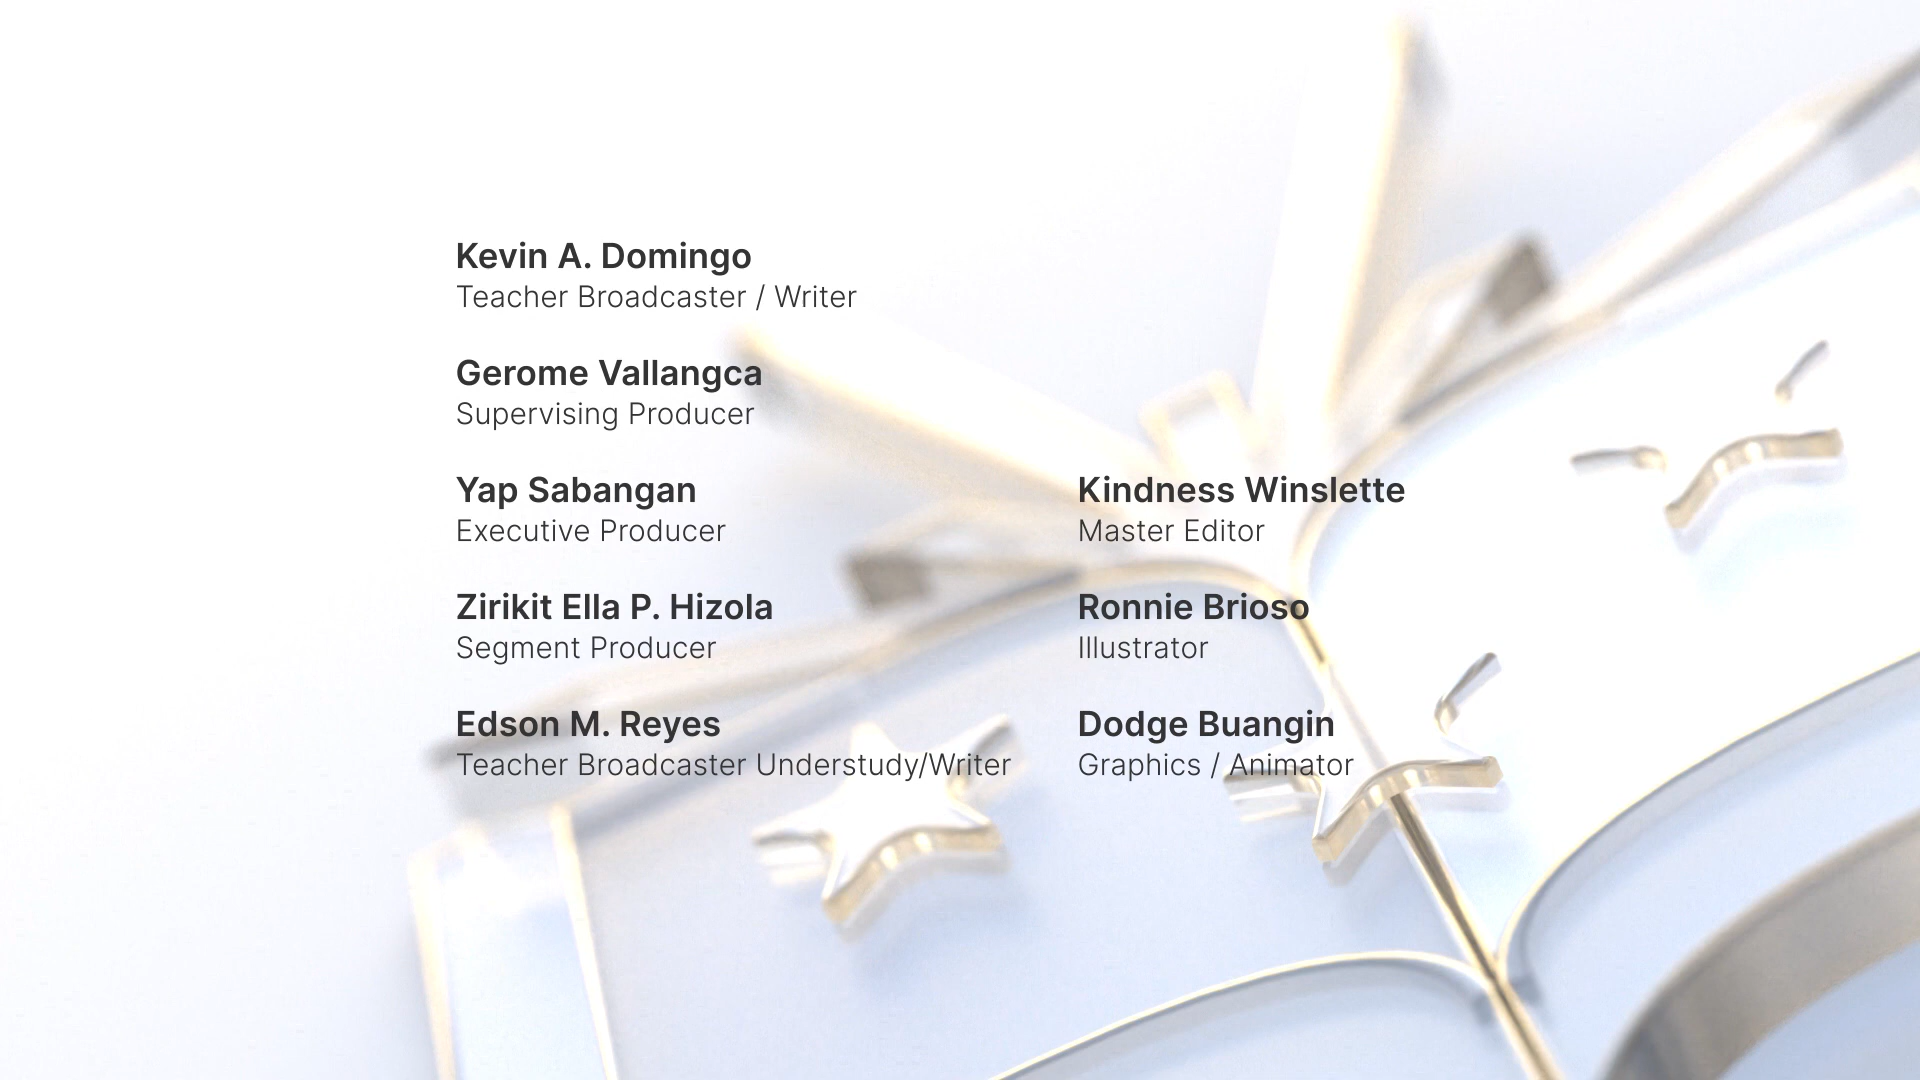 Kevin A. Domingo
Teacher Broadcaster / Writer
Gerome Vallangca
Supervising Producer
Yap Sabangan
Executive Producer
Zirikit Ella P. Hizola
Segment Producer
Edson M. Reyes
Teacher Broadcaster Understudy/Writer
Kindness Winslette
Master Editor
Ronnie Brioso
Illustrator
Dodge Buangin
Graphics / Animator